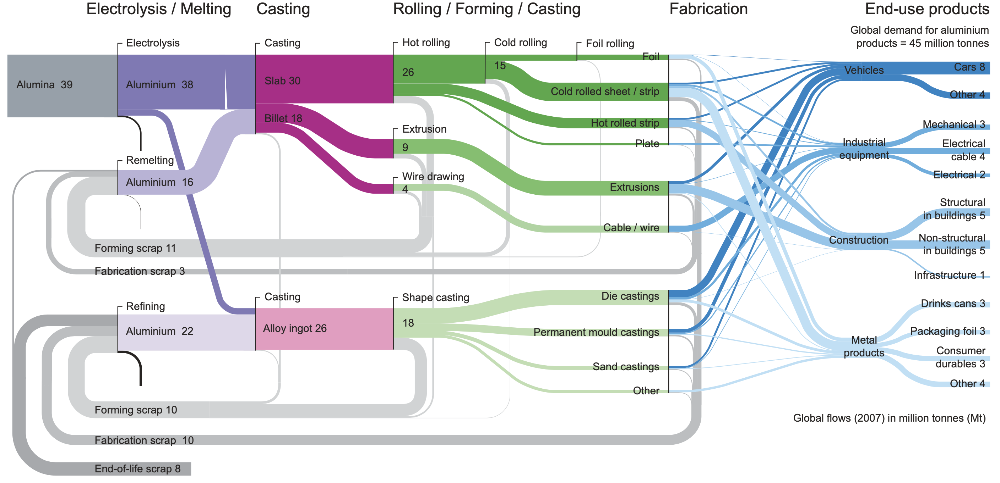 Electrolysis / Melting
Casting
Rolling / Forming / Casting
Fabrication
End-use products
Global demand for aluminium
products = 45 million tonnes
Electrolysis
Casting
Hot rolling
Cold rolling
Foil rolling
Foil
Alumina 39
Aluminium 38
Slab 30
26
15
Vehicles
Cars 8
Cold rolled sheet / strip
Other 4
Billet 18
Hot rolled strip
Mechanical 3
Extrusion
9
Plate
Industrial
equipment
Electrical
cable 4
Remelting
Aluminium 16
Wire drawing
4
Extrusions
Electrical 2
Structural
in buildings 5
Cable / wire
Construction
Non-structural
in buildings 5
Forming scrap 11
Fabrication scrap 3
Infrastructure 1
Refining
Casting
Shape casting
Die castings
Drinks cans 3
Aluminium 22
Alloy ingot 26
18
Permanent mould castings
Packaging foil 3
Metal
products
Consumer
durables 3
Sand castings
Other 4
Other
Forming scrap 10
Global flows (2007) in million tonnes (Mt)
Fabrication scrap 10
End-of-life scrap 8